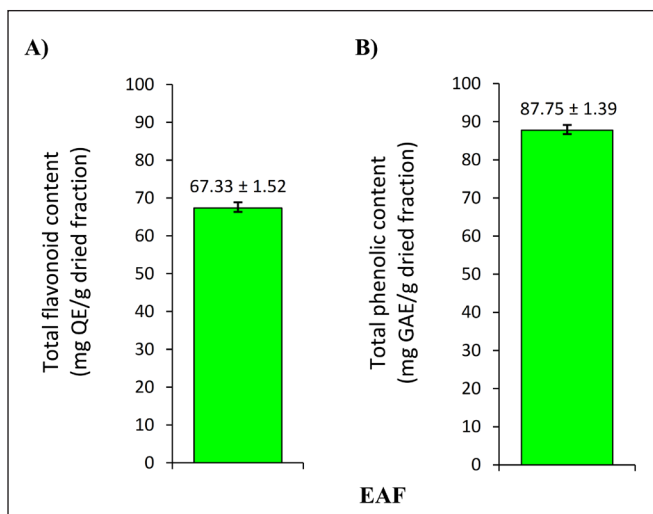 A)
Total flavonoid content
(mg QE/g dried fraction)
100
90
80
70
60
50
40
30
20
10
0
67.33 ± 1.52
B)
Total phenolic content
(mg GAE/g dried fraction)
100
90
80
70
60
50
40
30
20
10
0
87.75 ± 1.39
EAF